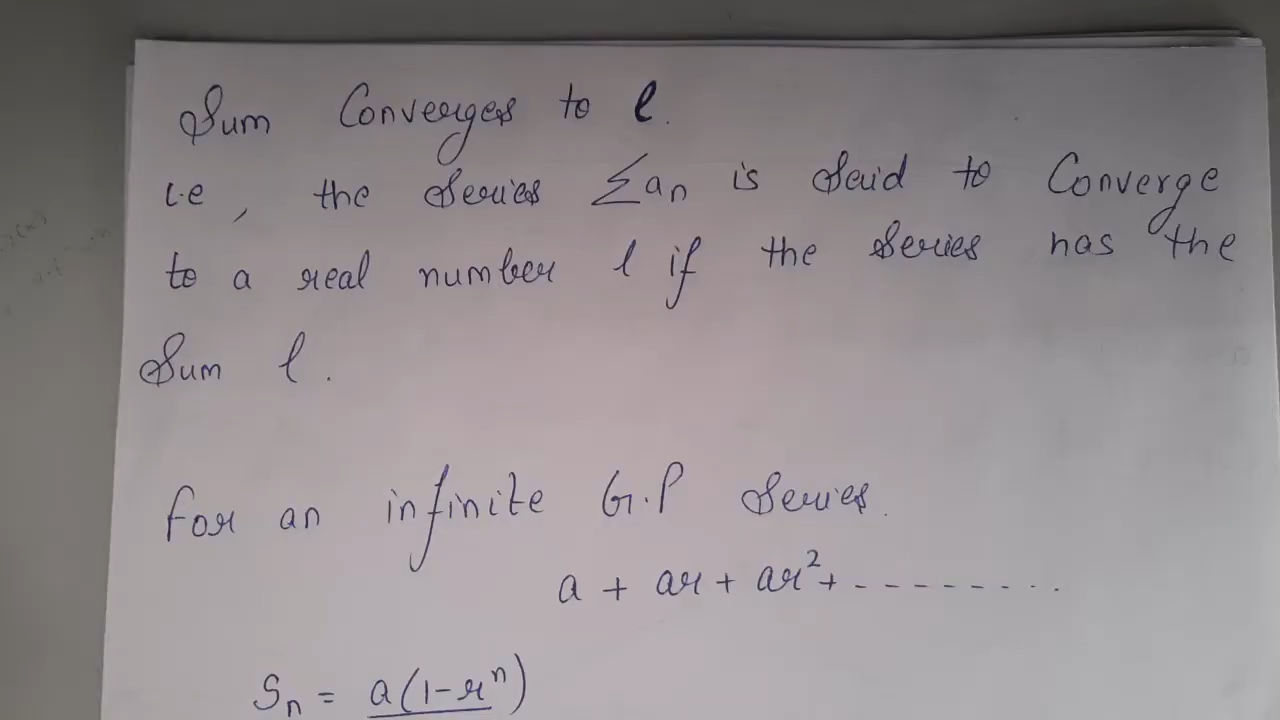 Sum Converges to l.
i.e, the Series ∑aₙ is Said to Converge
to a real number l if the Series has the
Sum l.
for an infinite G.P Series.
a + ar + ar² + - - - - - - - - .
Sₙ = a(1-rⁿ)